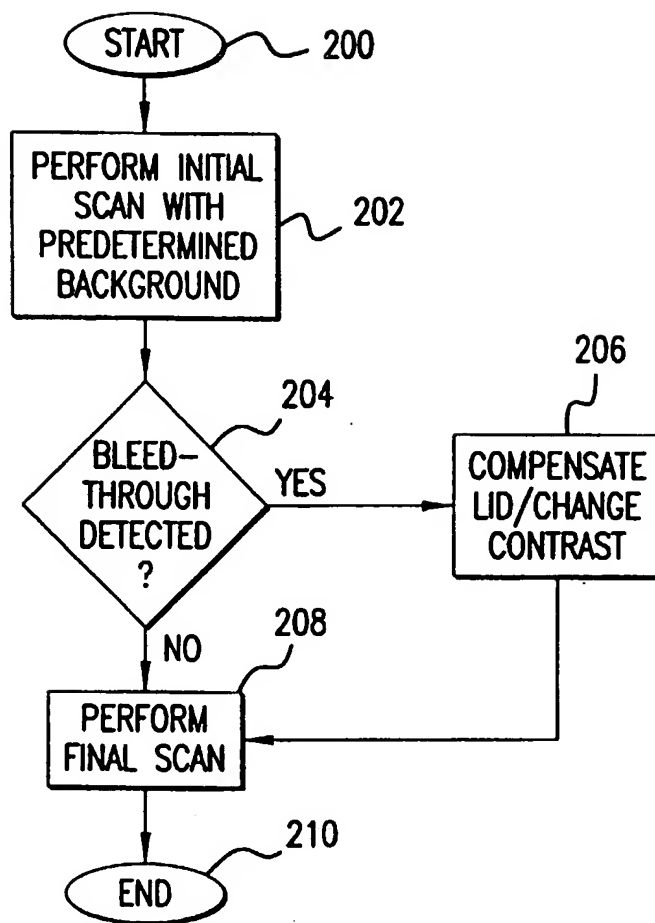 START
200
PERFORM INITIAL
SCAN WITH
PREDETERMINED
BACKGROUND
202
204
BLEED-
THROUGH
DETECTED
?
YES
206
COMPENSATE
LID/CHANGE
CONTRAST
NO
208
PERFORM
FINAL SCAN
210
END